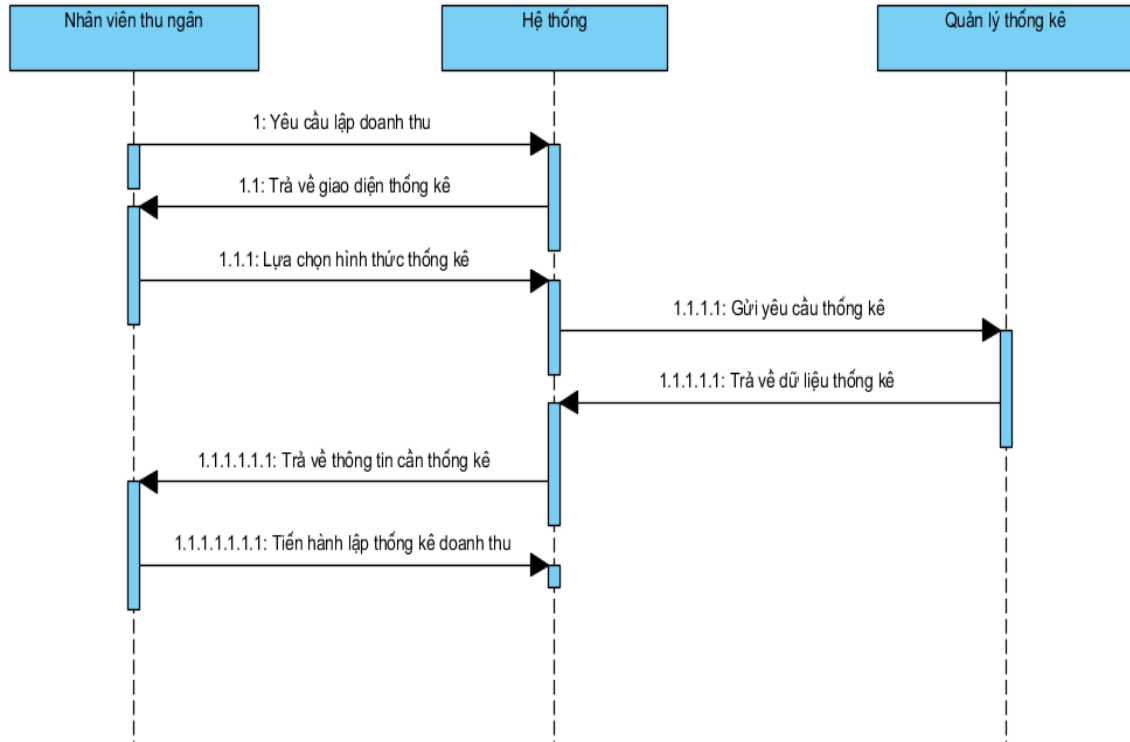 Nhân viên thu ngân
Hệ thống
Quản lý thống kê
1: Yêu cầu lập doanh thu
1.1: Trả về giao diện thống kê
1.1.1: Lựa chọn hình thức thống kê
1.1.1.1: Gửi yêu cầu thống kê
1.1.1.1.1: Trả về dữ liệu thống kê
1.1.1.1.1.1: Trả về thông tin cần thống kê
1.1.1.1.1.1.1: Tiến hành lập thống kê doanh thu